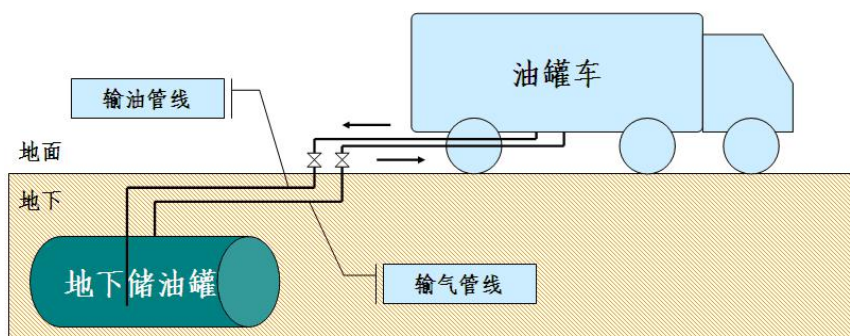 油罐车
输油管线
地面
地下
地下储油罐
输气管线